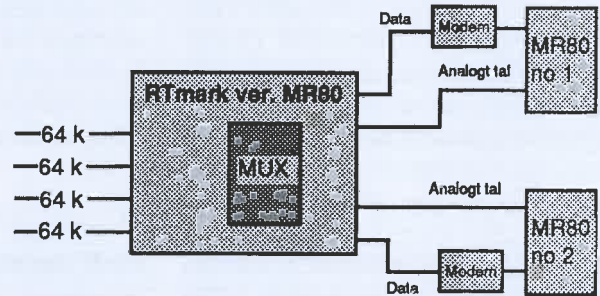 Data
Modem
MR80
no 1
Analogt tal
RTmark ver. MR80
64 k
64 k
MUX
64 k
64 k
Analogt tal
MR80
no 2
Modem
Data